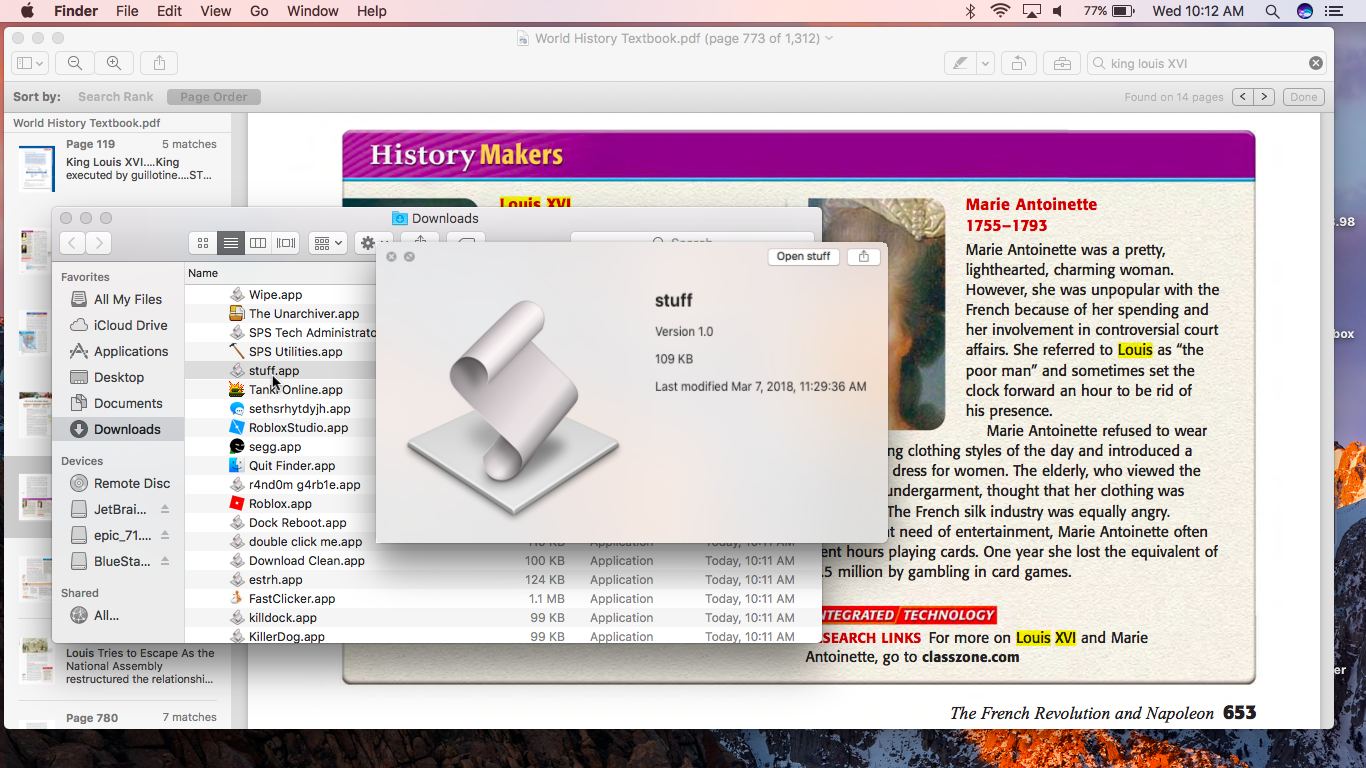 Finder File Edit View Go Window Help 77% Wed 10:12 AM
World History Textbook.pdf (page 773 of 1,312)
king louis XVI
Sort by: Search Rank Page Order Found on 14 pages Done
World History Textbook.pdf
Page 119 5 matches
King Louis XVI....King
executed by guillotine....ST...
Louis Tries to Escape As the
National Assembly
restructured the relationshi...
Page 780 7 matches
History Makers
Louis XVI
Marie Antoinette
1755–1793
Marie Antoinette was a pretty,
lighthearted, charming woman.
However, she was unpopular with the
French because of her spending and
her involvement in controversial court
affairs. She referred to Louis as “the
poor man” and sometimes set the
clock forward an hour to be rid of
his presence.
Marie Antoinette refused to wear
ng clothing styles of the day and introduced a
dress for women. The elderly, who viewed the
ndergarment, thought that her clothing was
The French silk industry was equally angry.
t need of entertainment, Marie Antoinette often
ent hours playing cards. One year she lost the equivalent of
.5 million by gambling in card games.
NTEGRATED TECHNOLOGY
SEARCH LINKS For more on Louis XVI and Marie
Antoinette, go to classzone.com
The French Revolution and Napoleon 653
Downloads
Search
Favorites
All My Files
iCloud Drive
Applications
Desktop
Documents
Downloads
Devices
Remote Disc
JetBrai...
epic_71....
BlueSta...
Shared
All...
Name
Wipe.app
The Unarchiver.app
SPS Tech Administrato
SPS Utilities.app
stuff.app
Tanki Online.app
sethsrhytdyjh.app
RobloxStudio.app
segg.app
Quit Finder.app
r4nd0m g4rb1e.app
Roblox.app
Dock Reboot.app
double click me.app Application Today, 10:11 AM
Download Clean.app 100 KB Application Today, 10:11 AM
estrh.app 124 KB Application Today, 10:11 AM
FastClicker.app 1.1 MB Application Today, 10:11 AM
killdock.app 99 KB Application Today, 10:11 AM
KillerDog.app 99 KB Application Today, 10:11 AM
Open stuff
stuff
Version 1.0
109 KB
Last modified Mar 7, 2018, 11:29:36 AM
3.98
box
er